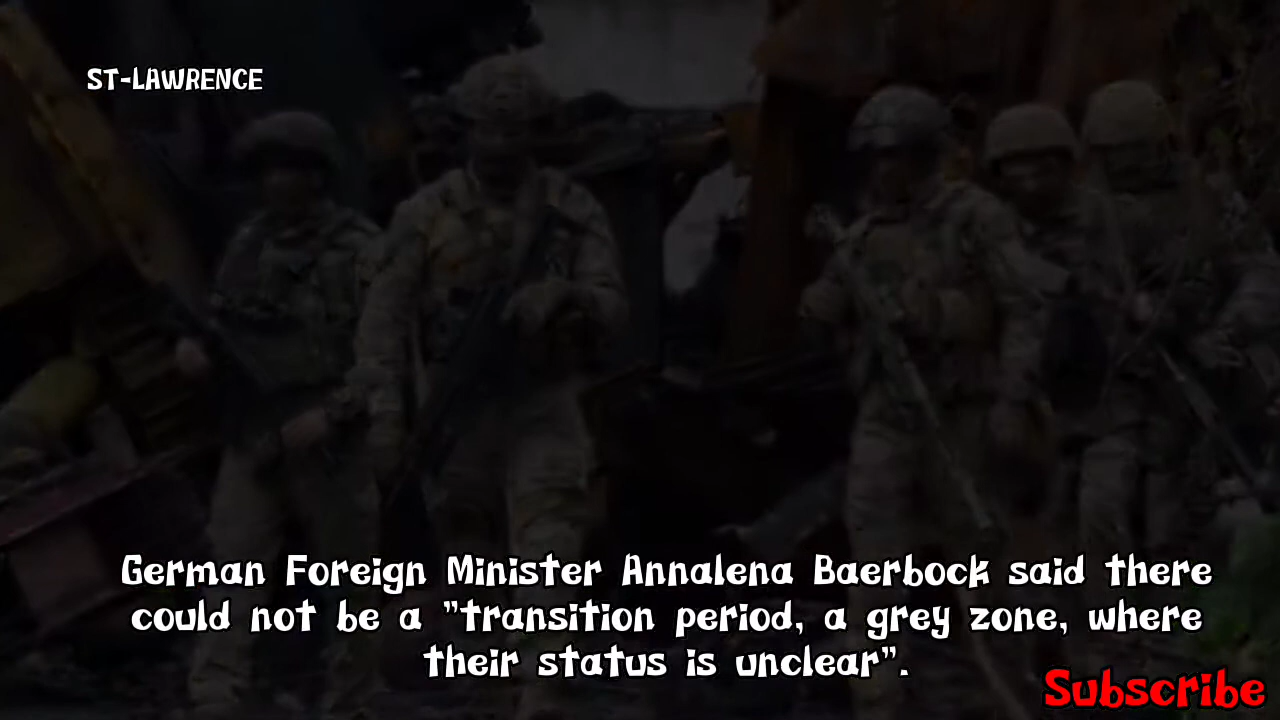 ST-LAWRENCE
German Foreign Minister Annalena Baerbock said there
could not be a "transition period, a grey zone, where
their status is unclear".
Subscribe